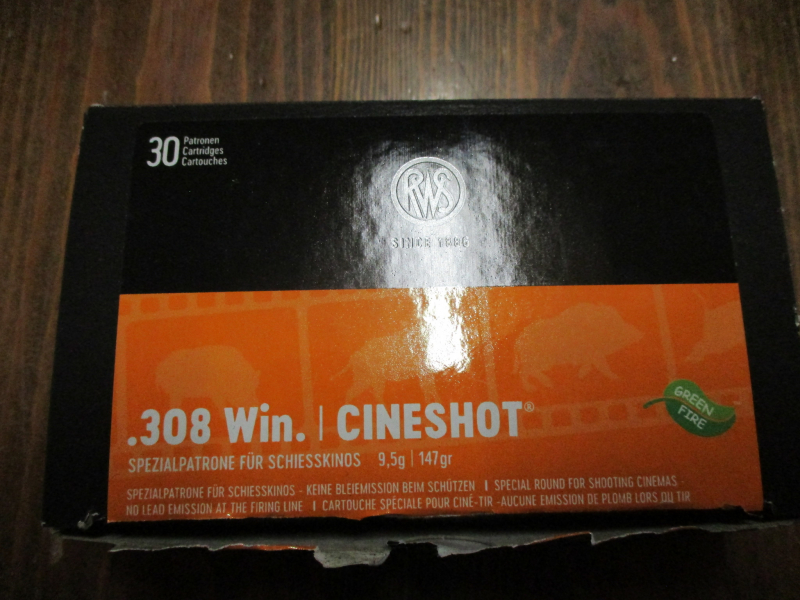 30 Patronen
Cartridges
Cartouches
RWS
SINCE 1886
.308 Win. | CINESHOT®
SPEZIALPATRONE FÜR SCHIESSKINOS 9,5g | 147gr
GREEN
FIRE
SPEZIALPATRONE FÜR SCHIESSKINOS - KEINE BLEIEMISSION BEIM SCHÜTZEN | SPECIAL ROUND FOR SHOOTING CINEMAS -
NO LEAD EMISSION AT THE FIRING LINE | CARTOUCHE SPÉCIALE POUR CINÉ-TIR -AUCUNE EMISSION DE PLOMB LORS DU TIR